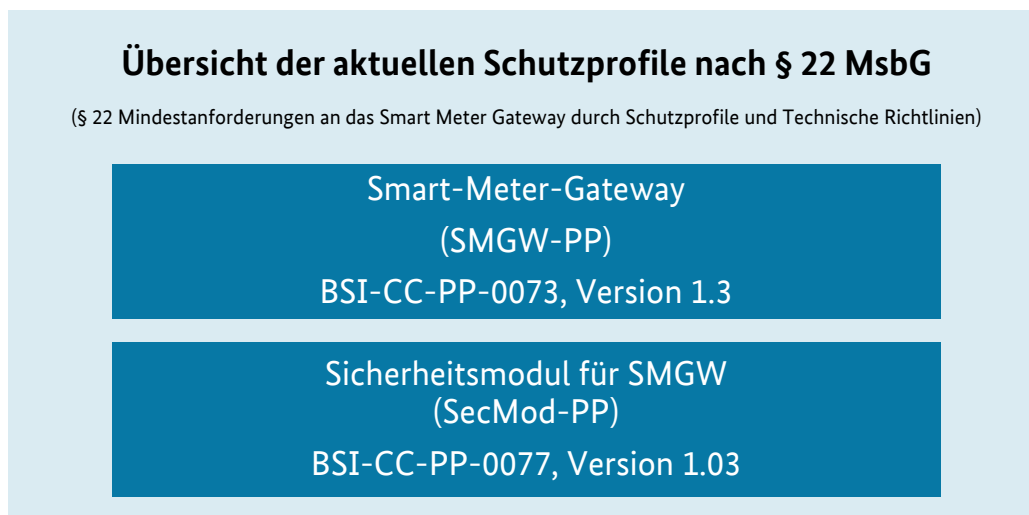 Übersicht der aktuellen Schutzprofile nach § 22 MsbG
(§ 22 Mindestanforderungen an das Smart Meter Gateway durch Schutzprofile und Technische Richtlinien)
Smart-Meter-Gateway
(SMGW-PP)
BSI-CC-PP-0073, Version 1.3
Sicherheitsmodul für SMGW
(SecMod-PP)
BSI-CC-PP-0077, Version 1.03